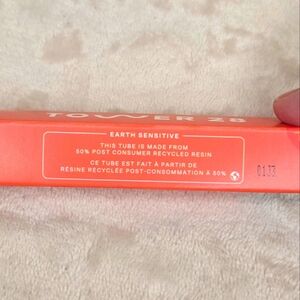 TOWER 28
EARTH SENSITIVE
THIS TUBE IS MADE FROM
50% POST CONSUMER RECYCLED RESIN
CE TUBE EST FAIT À PARTIR DE
RÉSINE RECYCLÉE POST-CONSOMMATION À 50%
0133